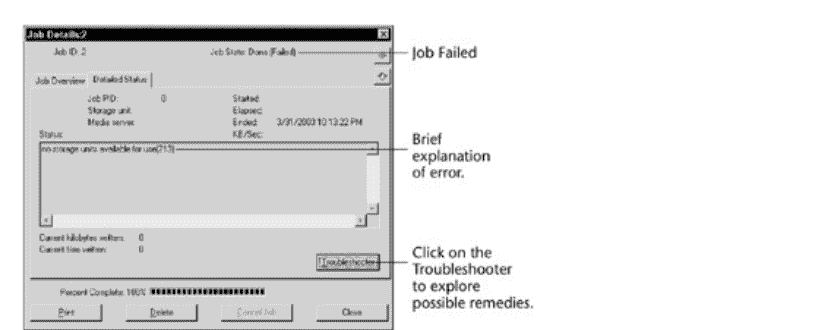 Job Details:2
Job ID: 2
Job State: Done (Failed)
Job Failed
Job Overview
Detailed Status
Job PID: 0
Started:
Storage unit:
Elapsed:
Media server:
Ended: 3/31/2003 10:13:22 PM
Status:
KB/Sec:
no storage units available for use(213)
Brief
explanation
of error.
Current kilobytes written: 0
Current files written: 0
Troubleshooter
Click on the
Troubleshooter
to explore
possible remedies.
Percent Complete: 100%
Print
Delete
Cancel Job
Close